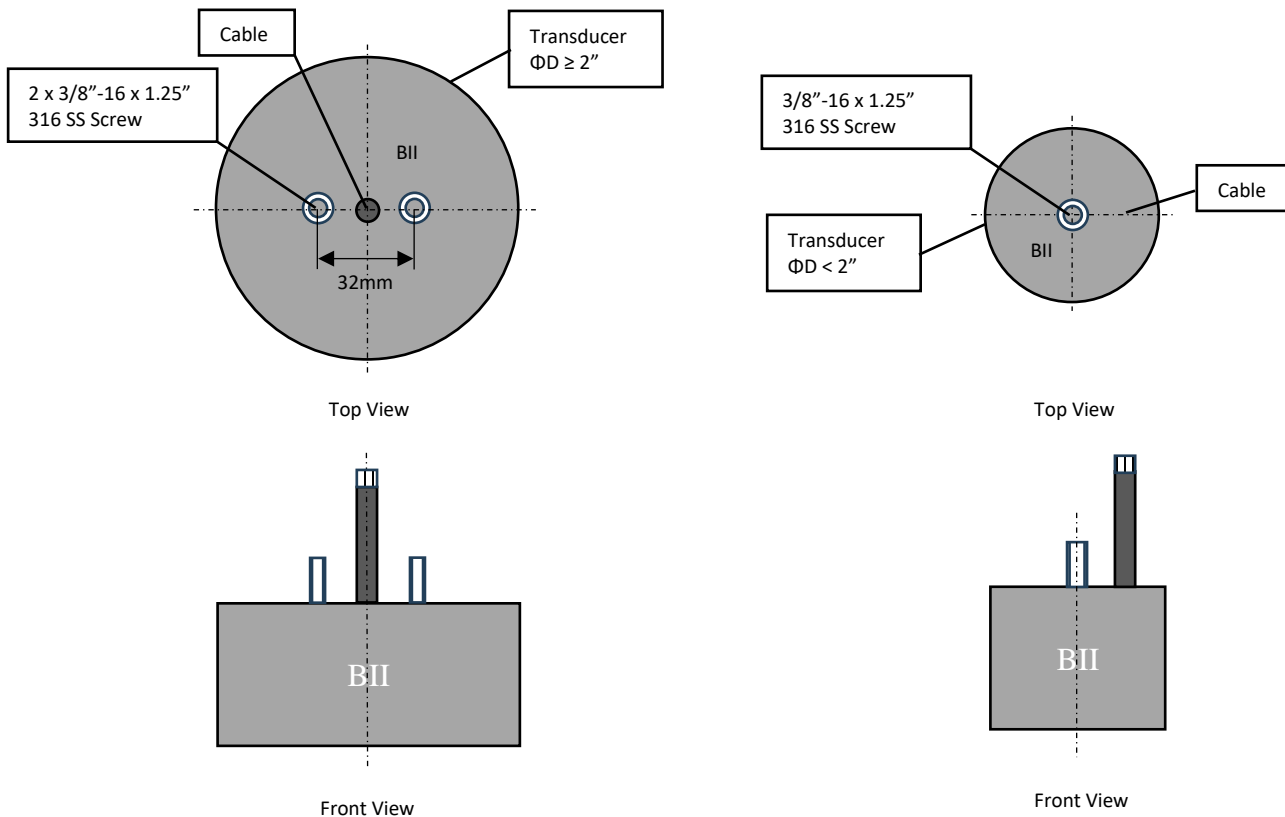 Cable
Transducer
ΦD ≥ 2”
2 x 3/8”-16 x 1.25”
316 SS Screw
BII
32mm
Top View
BII
Front View
3/8”-16 x 1.25”
316 SS Screw
Cable
Transducer
ΦD < 2”
BII
Top View
BII
Front View